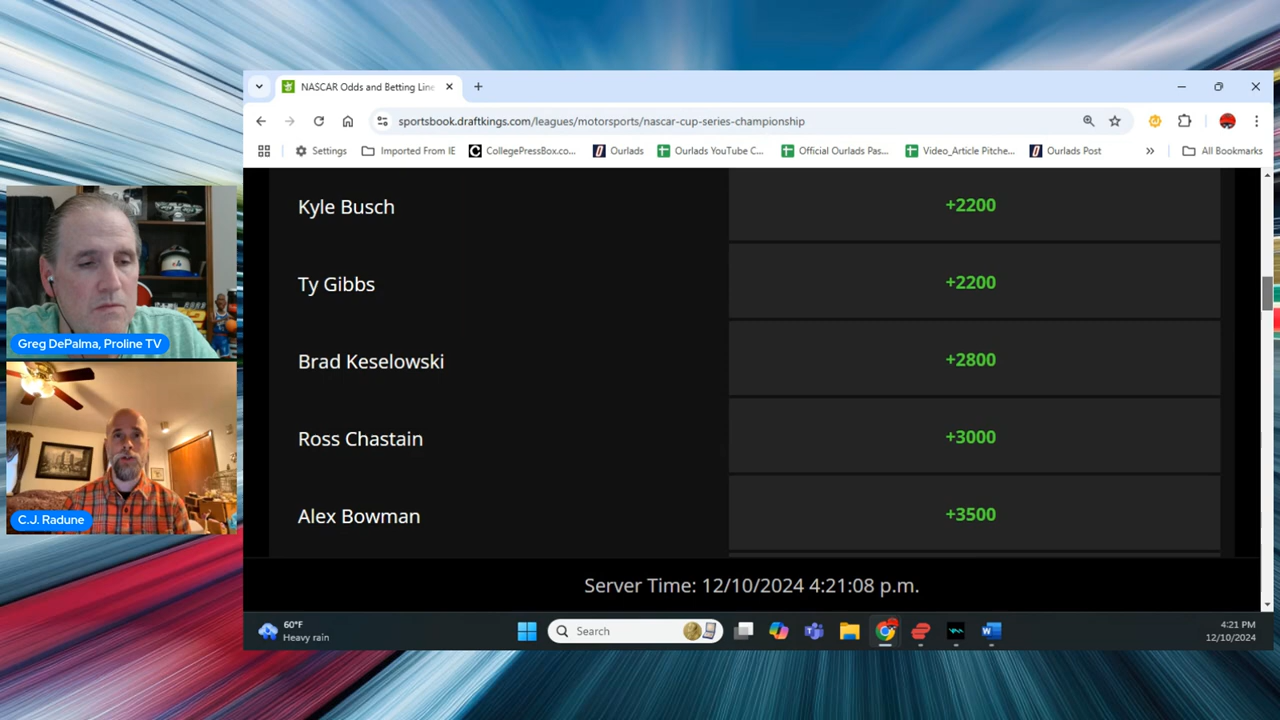 NASCAR Odds and Betting Line
sportsbook.draftkings.com/leagues/motorsports/nascar-cup-series-championship
Settings
Imported From IE
CollegePressBox.co...
Ourlads
Ourlads YouTube C...
Official Ourlads Pas...
Video_Article Pitche...
Ourlads Post
All Bookmarks
Kyle Busch +2200
Ty Gibbs +2200
Brad Keselowski +2800
Ross Chastain +3000
Alex Bowman +3500
Server Time: 12/10/2024 4:21:08 p.m.
Greg DePalma, Proline TV
C.J. Radune
60°F
Heavy rain
Search
4:21 PM
12/10/2024